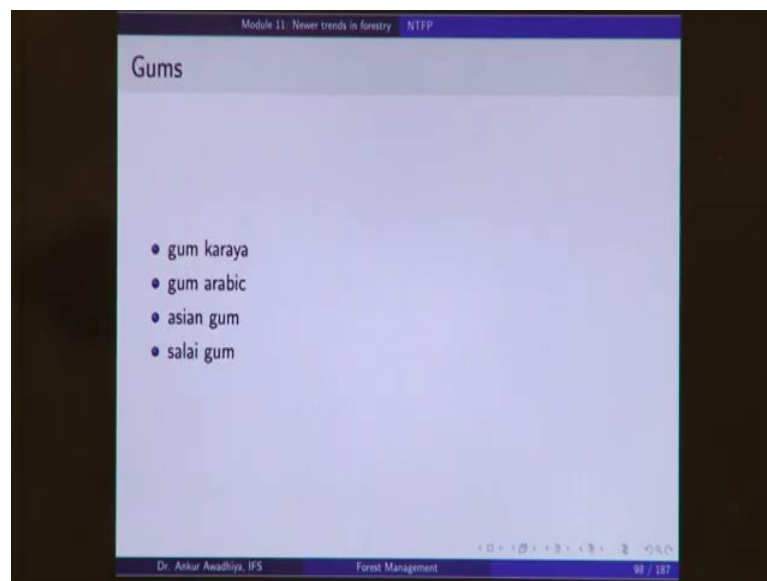 Module 11: Newer trends in forestry NTFP
Gums
gum karaya
gum arabic
asian gum
salai gum
Dr. Ankur Awadhiya, IFS Forest Management 98 / 187